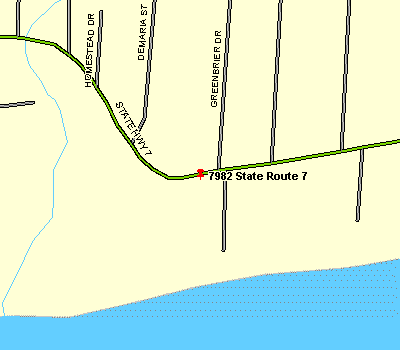 HOMESTEAD DR
DEMARIA ST
GREENBRIER DR
STATE HWY 7
7982 State Route 7